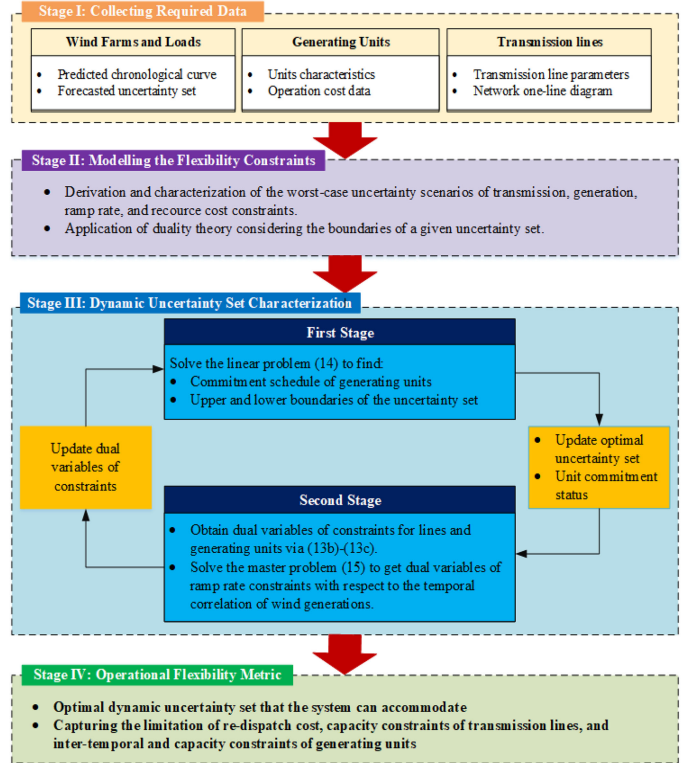 Stage I: Collecting Required Data
Wind Farms and Loads
• Predicted chronological curve
• Forecasted uncertainty set
Generating Units
• Units characteristics
• Operation cost data
Transmission lines
• Transmission line parameters
• Network one-line diagram
Stage II: Modelling the Flexibility Constraints
• Derivation and characterization of the worst-case uncertainty scenarios of transmission, generation,
ramp rate, and recource cost constraints.
• Application of duality theory considering the boundaries of a given uncertainty set.
Stage III: Dynamic Uncertainty Set Characterization
First Stage
Solve the linear problem (14) to find:
• Commitment schedule of generating units
• Upper and lower boundaries of the uncertainty set
Update dual
variables of
constraints
• Update optimal
uncertainty set
• Unit commitment
status
Second Stage
• Obtain dual variables of constraints for lines and
generating units via (13b)-(13c).
• Solve the master problem (15) to get dual variables of
ramp rate constraints with respect to the temporal
correlation of wind generations.
Stage IV: Operational Flexibility Metric
• Optimal dynamic uncertainty set that the system can accommodate
• Capturing the limitation of re-dispatch cost, capacity constraints of transmission lines, and
inter-temporal and capacity constraints of generating units